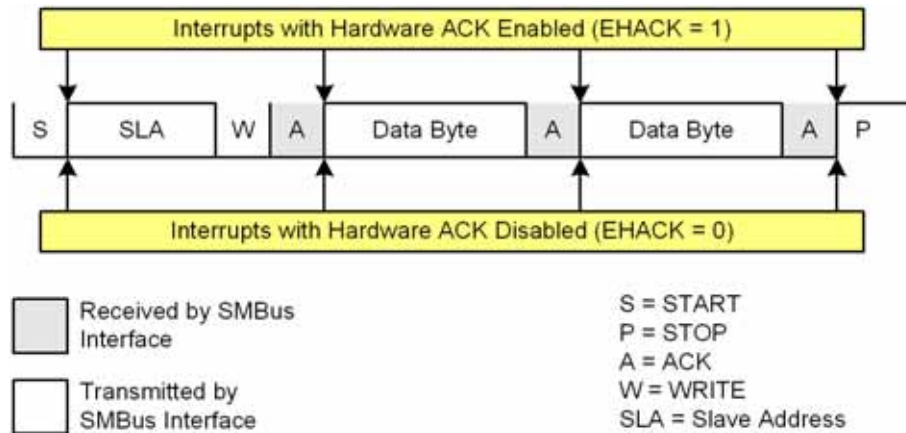 Interrupts with Hardware ACK Enabled (EHACK = 1)
S SLA W A Data Byte A Data Byte A P
Interrupts with Hardware ACK Disabled (EHACK = 0)
Received by SMBus
Interface
Transmitted by
SMBus Interface
S = START
P = STOP
A = ACK
W = WRITE
SLA = Slave Address